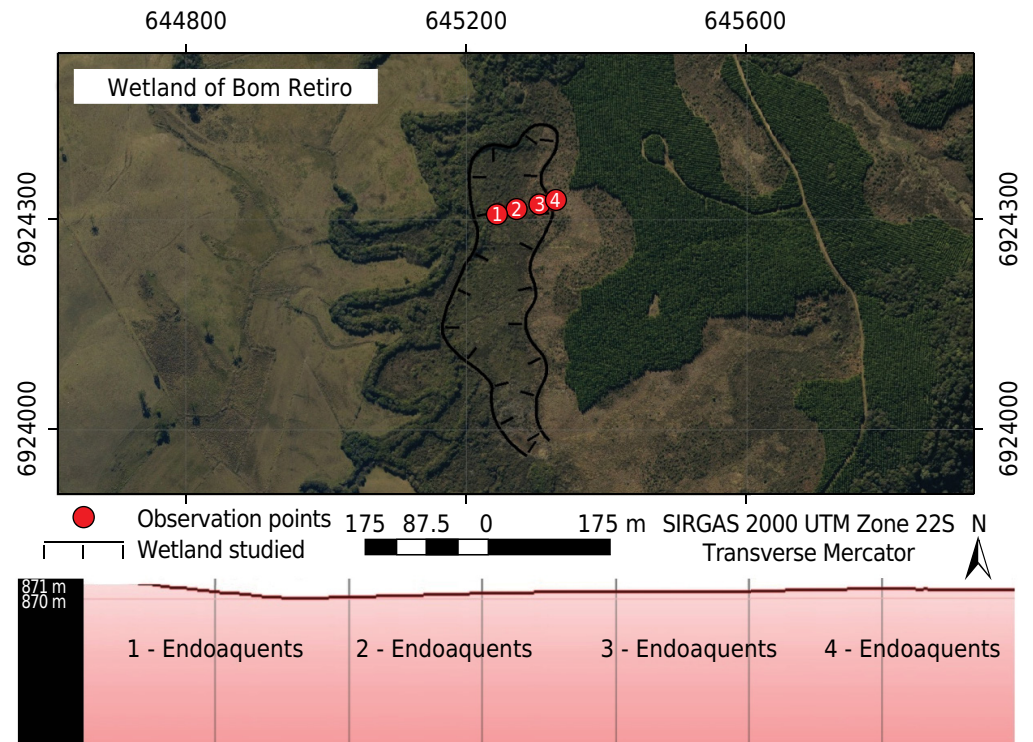 644800 645200 645600
Wetland of Bom Retiro
6924300 6924300
1 2 3 4
6924000 6924000
Observation points
Wetland studied
175 87.5 0 175 m
SIRGAS 2000 UTM Zone 22S
Transverse Mercator
N
871 m
870 m
1 - Endoaquents 2 - Endoaquents 3 - Endoaquents 4 - Endoaquents